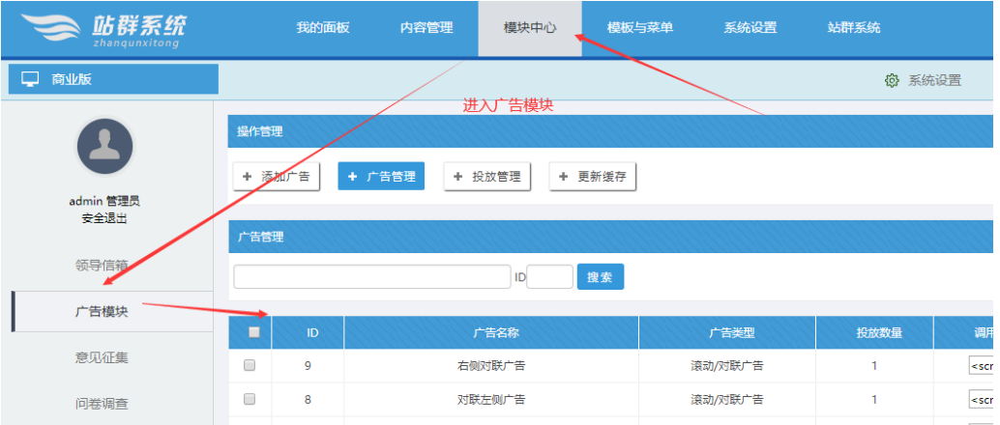 站群系统
zhanqunxitong
我的面板 内容管理 模块中心 模板与菜单 系统设置 站群系统
商业版
系统设置
进入广告模块
操作管理
+ 添加广告 + 广告管理 + 投放管理 + 更新缓存
admin 管理员
安全退出
广告管理
领导信箱
ID 搜索
广告模块
ID 广告名称 广告类型 投放数量 调用
意见征集
9 右侧对联广告 滚动/对联广告 1 <scr
8 对联左侧广告 滚动/对联广告 1 <scr
问卷调查